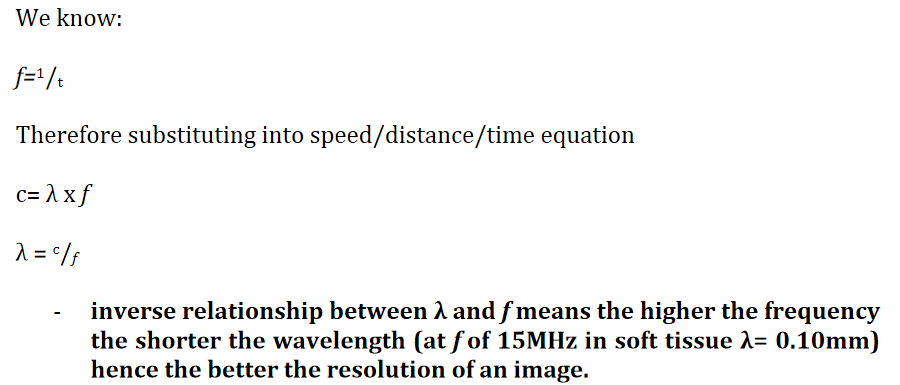 We know:
f=¹/t
Therefore substituting into speed/distance/time equation
c= λ x f
λ = ᶜ/f
- inverse relationship between λ and f means the higher the frequency
the shorter the wavelength (at f of 15MHz in soft tissue λ= 0.10mm)
hence the better the resolution of an image.